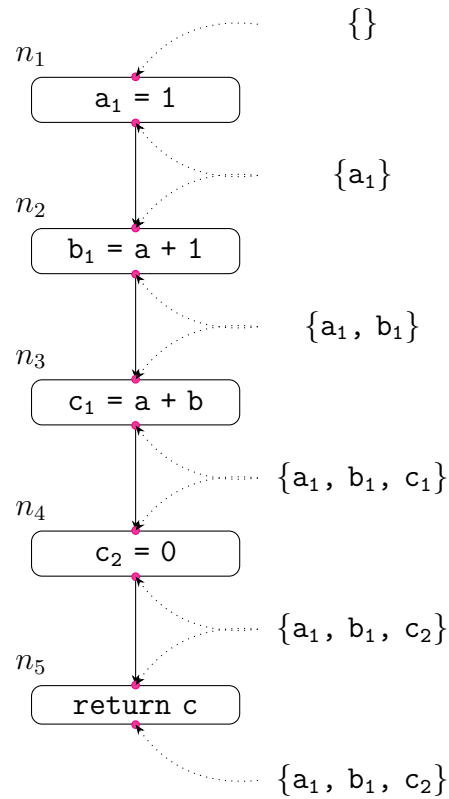 {}
n₁
a₁ = 1
{a₁}
n₂
b₁ = a + 1
{a₁, b₁}
n₃
c₁ = a + b
{a₁, b₁, c₁}
n₄
c₂ = 0
{a₁, b₁, c₂}
n₅
return c
{a₁, b₁, c₂}